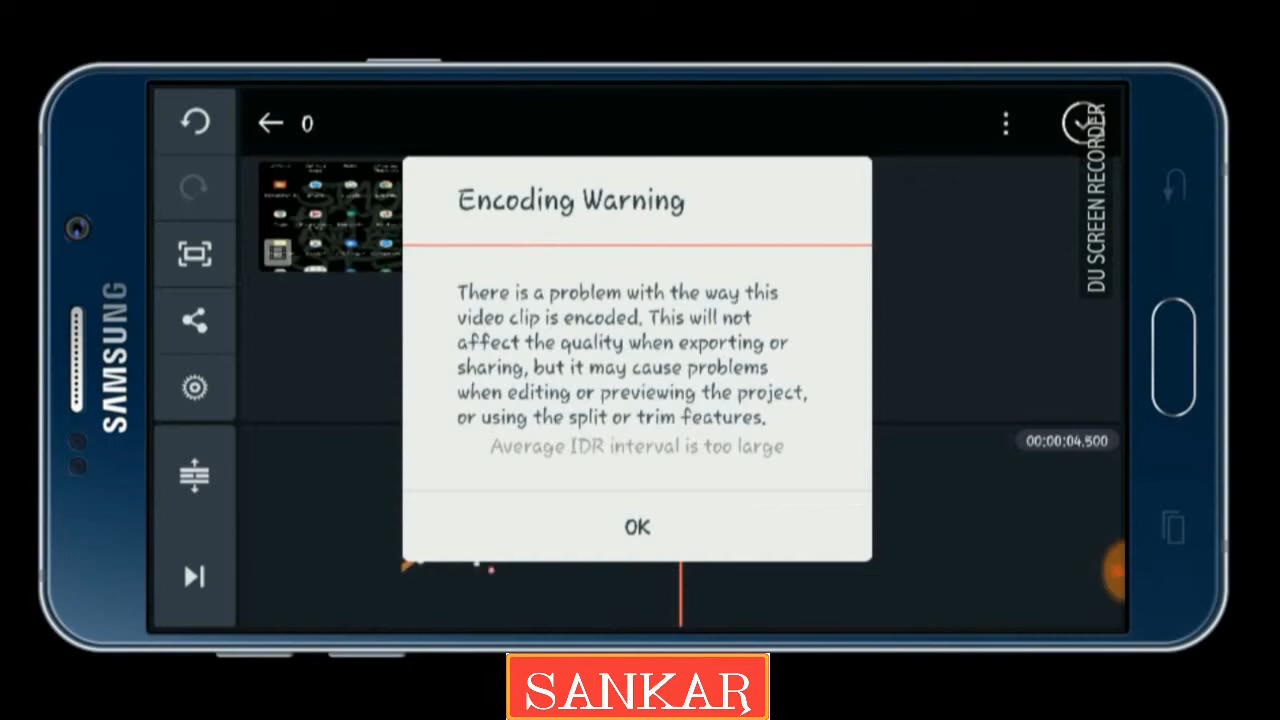 0
DU SCREEN RECORDER
SAMSUNG
Encoding Warning
There is a problem with the way this
video clip is encoded. This will not
affect the quality when exporting or
sharing, but it may cause problems
when editing or previewing the project,
or using the split or trim features.
Average IDR interval is too large
00:00:04.500
OK
SANKAR